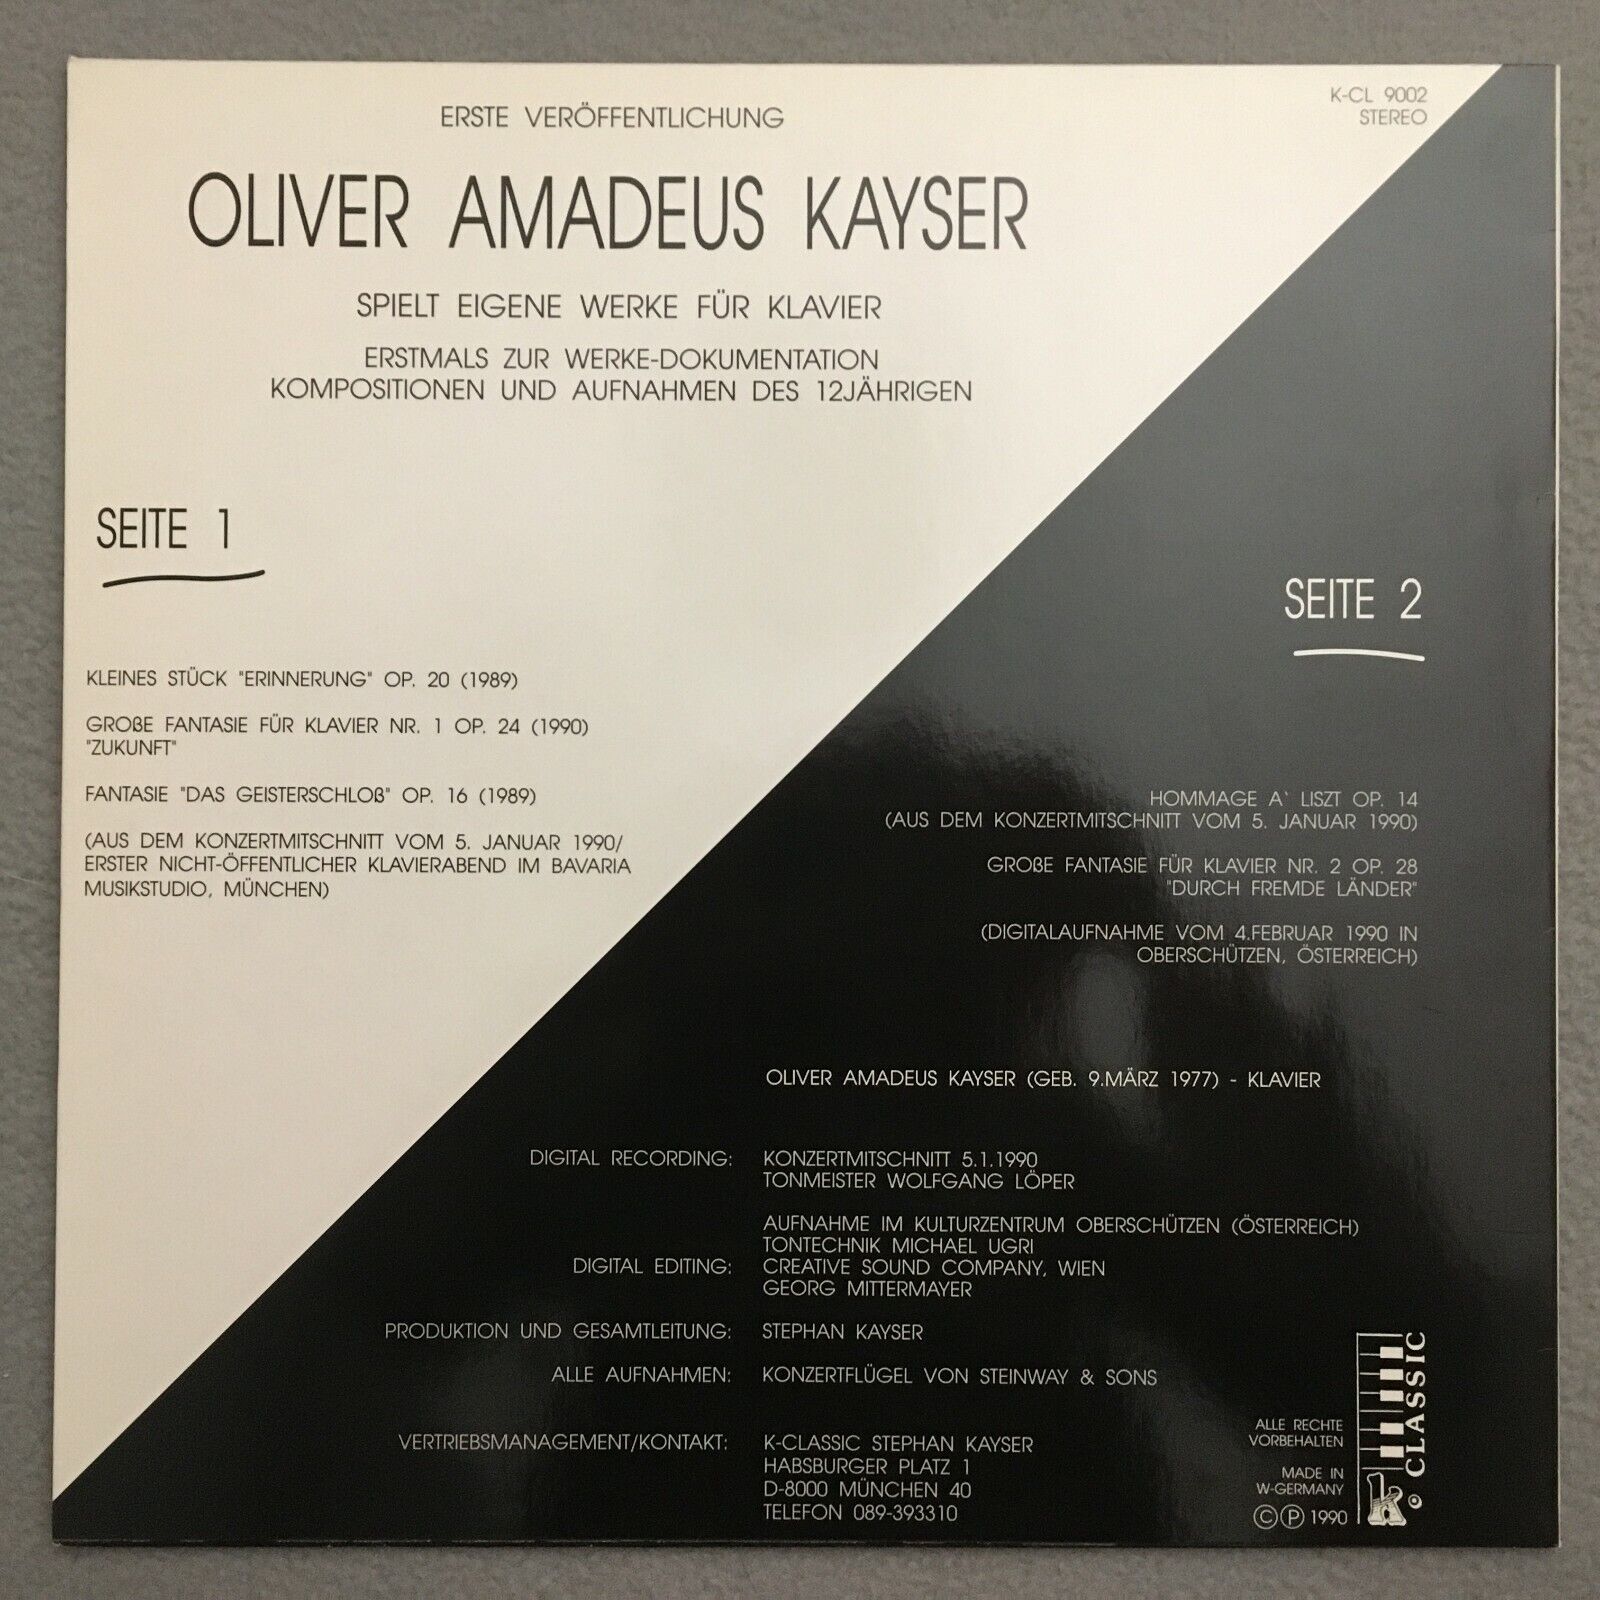 ERSTE VERÖFFENTLICHUNG
K-CL 9002
STEREO
OLIVER AMADEUS KAYSER
SPIELT EIGENE WERKE FÜR KLAVIER
ERSTMALS ZUR WERKE-DOKUMENTATION
KOMPOSITIONEN UND AUFNAHMEN DES 12JÄHRIGEN
SEITE 1
KLEINES STÜCK "ERINNERUNG" OP. 20 (1989)
GROßE FANTASIE FÜR KLAVIER NR. 1 OP. 24 (1990)
"ZUKUNFT"
FANTASIE "DAS GEISTERSCHLOß" OP. 16 (1989)
(AUS DEM KONZERTMITSCHNITT VOM 5. JANUAR 1990/
ERSTER NICHT-ÖFFENTLICHER KLAVIERABEND IM BAVARIA
MUSIKSTUDIO, MÜNCHEN)
SEITE 2
HOMMAGE A` LISZT OP. 14
(AUS DEM KONZERTMITSCHNITT VOM 5. JANUAR 1990)
GROßE FANTASIE FÜR KLAVIER NR. 2 OP. 28
"DURCH FREMDE LÄNDER"
(DIGITALAUFNAHME VOM 4.FEBRUAR 1990 IN
OBERSCHÜTZEN, ÖSTERREICH)
OLIVER AMADEUS KAYSER (GEB. 9.MÄRZ 1977) - KLAVIER
DIGITAL RECORDING: KONZERTMITSCHNITT 5.1.1990
TONMEISTER WOLFGANG LÖPER
AUFNAHME IM KULTURZENTRUM OBERSCHÜTZEN (ÖSTERREICH)
TONTECHNIK MICHAEL UGRI
DIGITAL EDITING: CREATIVE SOUND COMPANY, WIEN
GEORG MITTERMAYER
PRODUKTION UND GESAMTLEITUNG: STEPHAN KAYSER
ALLE AUFNAHMEN: KONZERTFLÜGEL VON STEINWAY & SONS
VERTRIEBSMANAGEMENT/KONTAKT: K-CLASSIC STEPHAN KAYSER
HABSBURGER PLATZ 1
D-8000 MÜNCHEN 40
TELEFON 089-393310
ALLE RECHTE
VORBEHALTEN
MADE IN
W-GERMANY
Ⓒ Ⓟ 1990
k CLASSIC